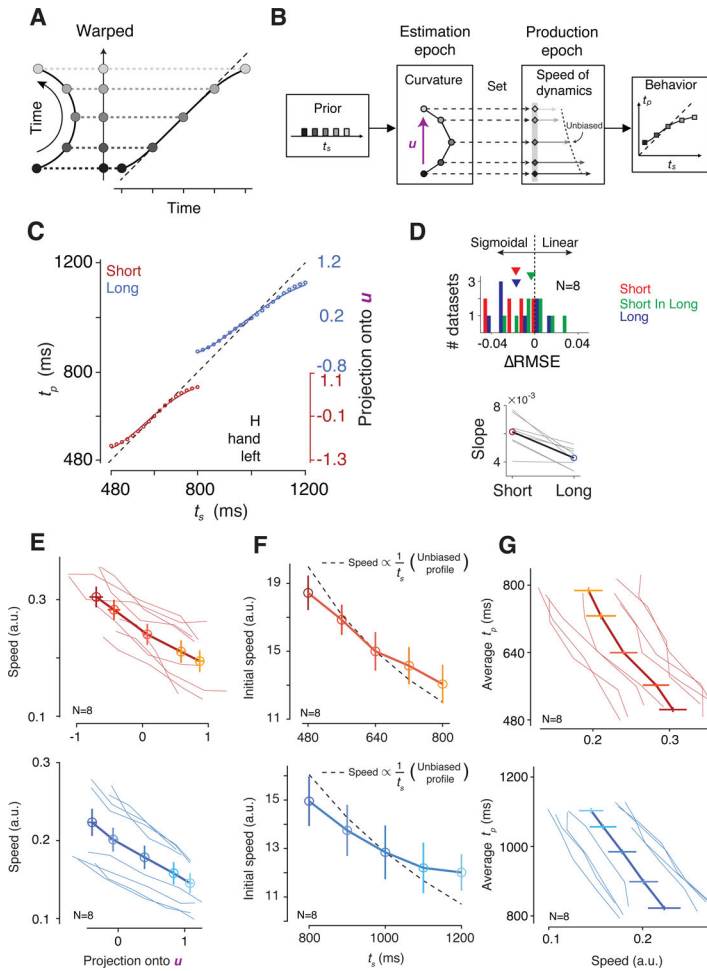 A
Warped
Time
Time
B
Estimation
epoch
Production
epoch
Prior
t_s
Curvature
u
Set
Speed of
dynamics
Unbiased
Behavior
t_p
t_s
C
Short
Long
1200
800
480
t_p (ms)
1.2
0.2
-0.8
1.1
-0.1
-1.3
Projection onto u
H
hand
left
480
800
1200
t_s (ms)
D
Sigmoidal
Linear
N=8
3
1
# datasets
-0.04
0
0.04
ΔRMSE
Short
Short In Long
Long
×10⁻³
8
6
4
Slope
Short
Long
E
0.3
0.1
Speed (a.u.)
N=8
-1
0
1
0.3
0.2
0.1
Speed (a.u.)
N=8
0
1
Projection onto u
F
Speed ∝ 1/t_s (Unbiased profile)
19
17
15
13
11
Initial speed (a.u.)
N=8
480
640
800
Speed ∝ 1/t_s (Unbiased profile)
15
13
11
Initial speed (a.u.)
N=8
800
1000
1200
t_s (ms)
G
800
640
480
Average t_p (ms)
N=8
0.2
0.3
1100
1000
800
Average t_p (ms)
N=8
0.1
0.2
Speed (a.u.)